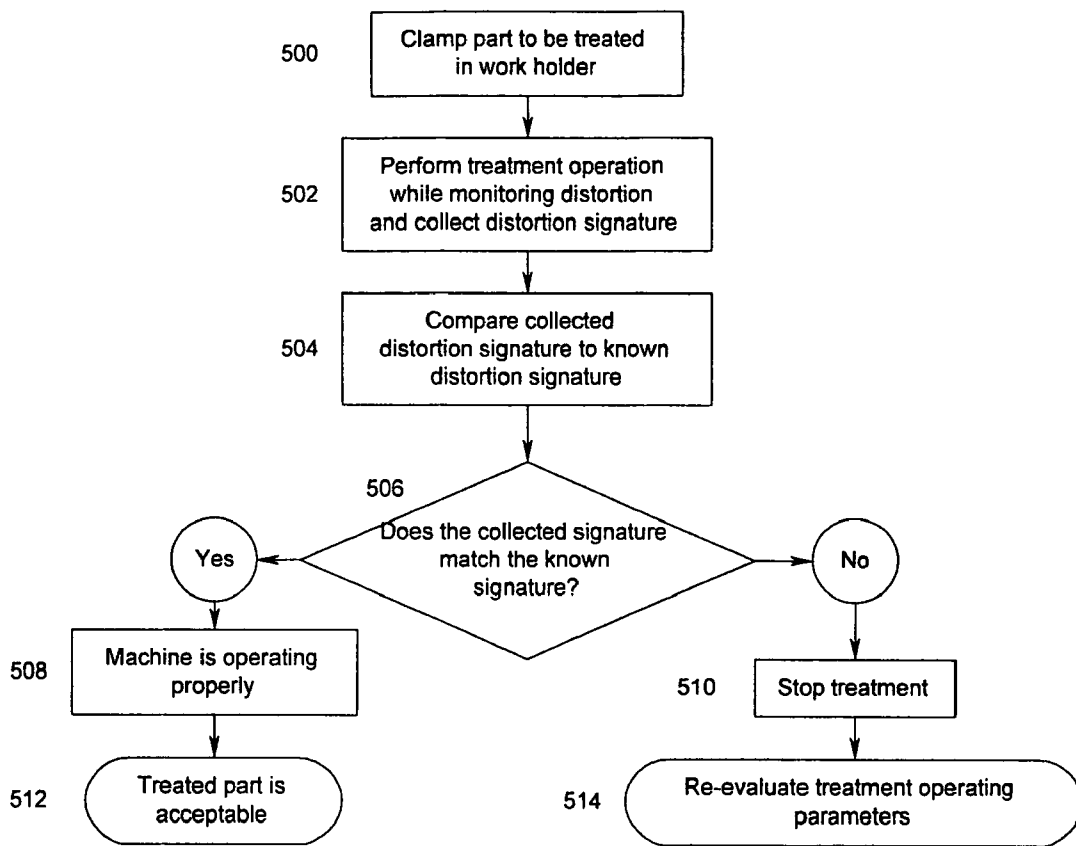 500
Clamp part to be treated
in work holder
502
Perform treatment operation
while monitoring distortion
and collect distortion signature
504
Compare collected
distortion signature to known
distortion signature
506
Does the collected signature
match the known
signature?
Yes
No
508
Machine is operating
properly
510
Stop treatment
512
Treated part is
acceptable
514
Re-evaluate treatment operating
parameters